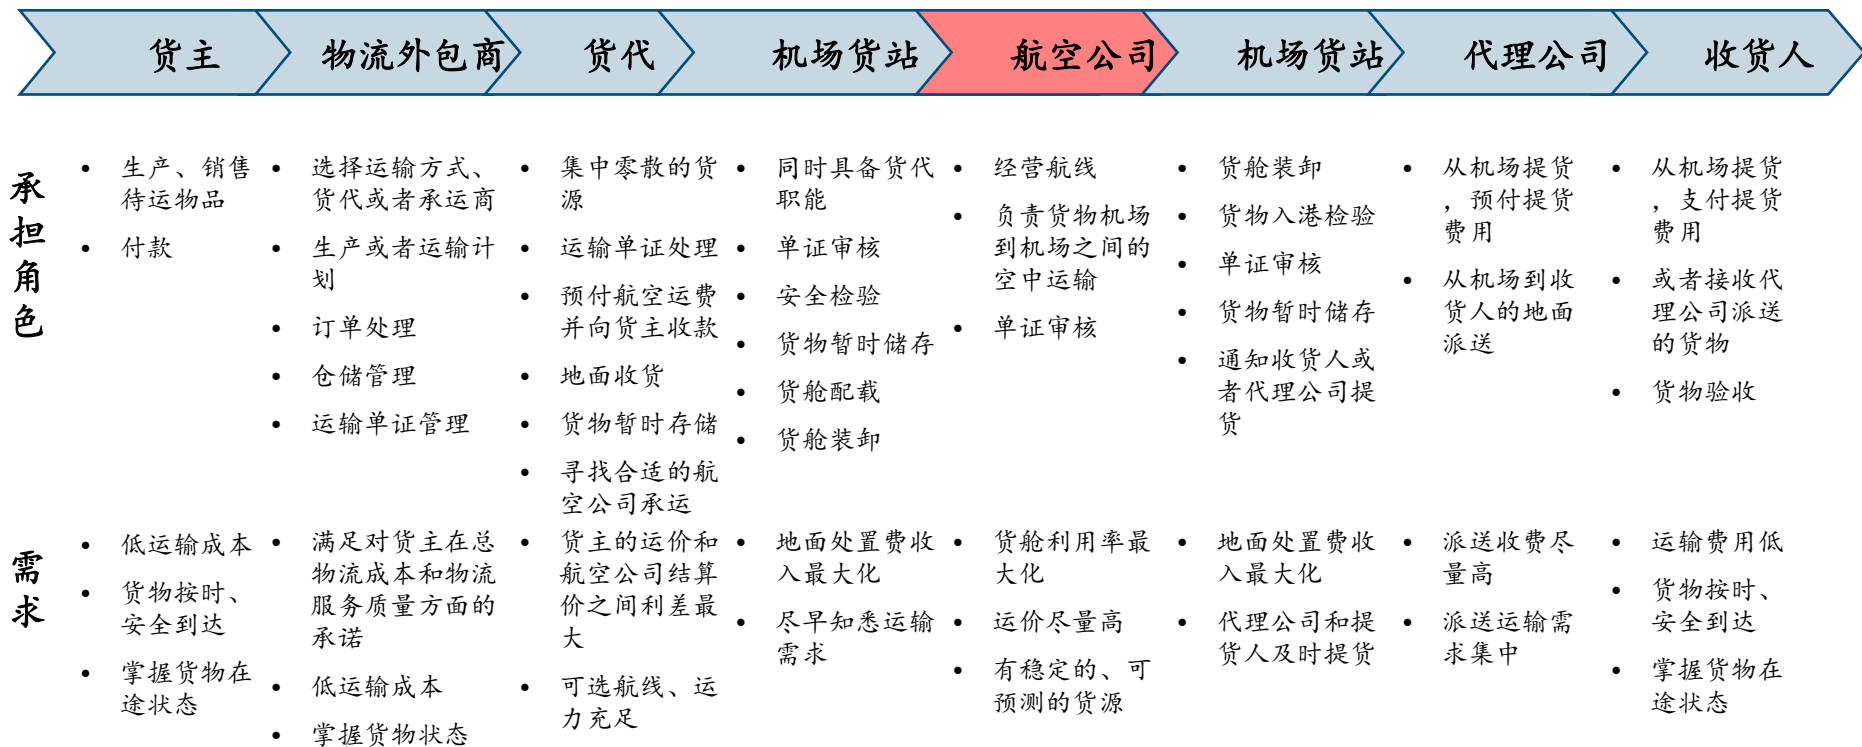 货主
物流外包商
货代
机场货站
航空公司
机场货站
代理公司
收货人
承
担
角
色
• 生产、销售
待运物品
• 付款
• 选择运输方式、
货代或者承运商
• 生产或者运输计
划
• 订单处理
• 仓储管理
• 运输单证管理
• 集中零散的货
源
• 运输单证处理
• 预付航空运费
并向货主收款
• 地面收货
• 货物暂时存储
• 寻找合适的航
空公司承运
• 同时具备货代
职能
• 单证审核
• 安全检验
• 货物暂时储存
• 货舱配载
• 货舱装卸
• 经营航线
• 负责货物机场
到机场之间的
空中运输
• 单证审核
• 货舱装卸
• 货物入港检验
• 单证审核
• 货物暂时储存
• 通知收货人或
者代理公司提
货
• 从机场提货
，预付提货
费用
• 从机场到收
货人的地面
派送
• 从机场提货
，支付提货
费用
• 或者接收代
理公司派送
的货物
• 货物验收
需
求
• 低运输成本
• 货物按时、
安全到达
• 掌握货物在
途状态
• 满足对货主在总
物流成本和物流
服务质量方面的
承诺
• 低运输成本
• 掌握货物状态
• 货主的运价和
航空公司结算
价之间利差最
大
• 可选航线、运
力充足
• 地面处置费收
入最大化
• 尽早知悉运输
需求
• 货舱利用率最
大化
• 运价尽量高
• 有稳定的、可
预测的货源
• 地面处置费收
入最大化
• 代理公司和提
货人及时提货
• 派送收费尽
量高
• 派送运输需
求集中
• 运输费用低
• 货物按时、
安全到达
• 掌握货物在
途状态